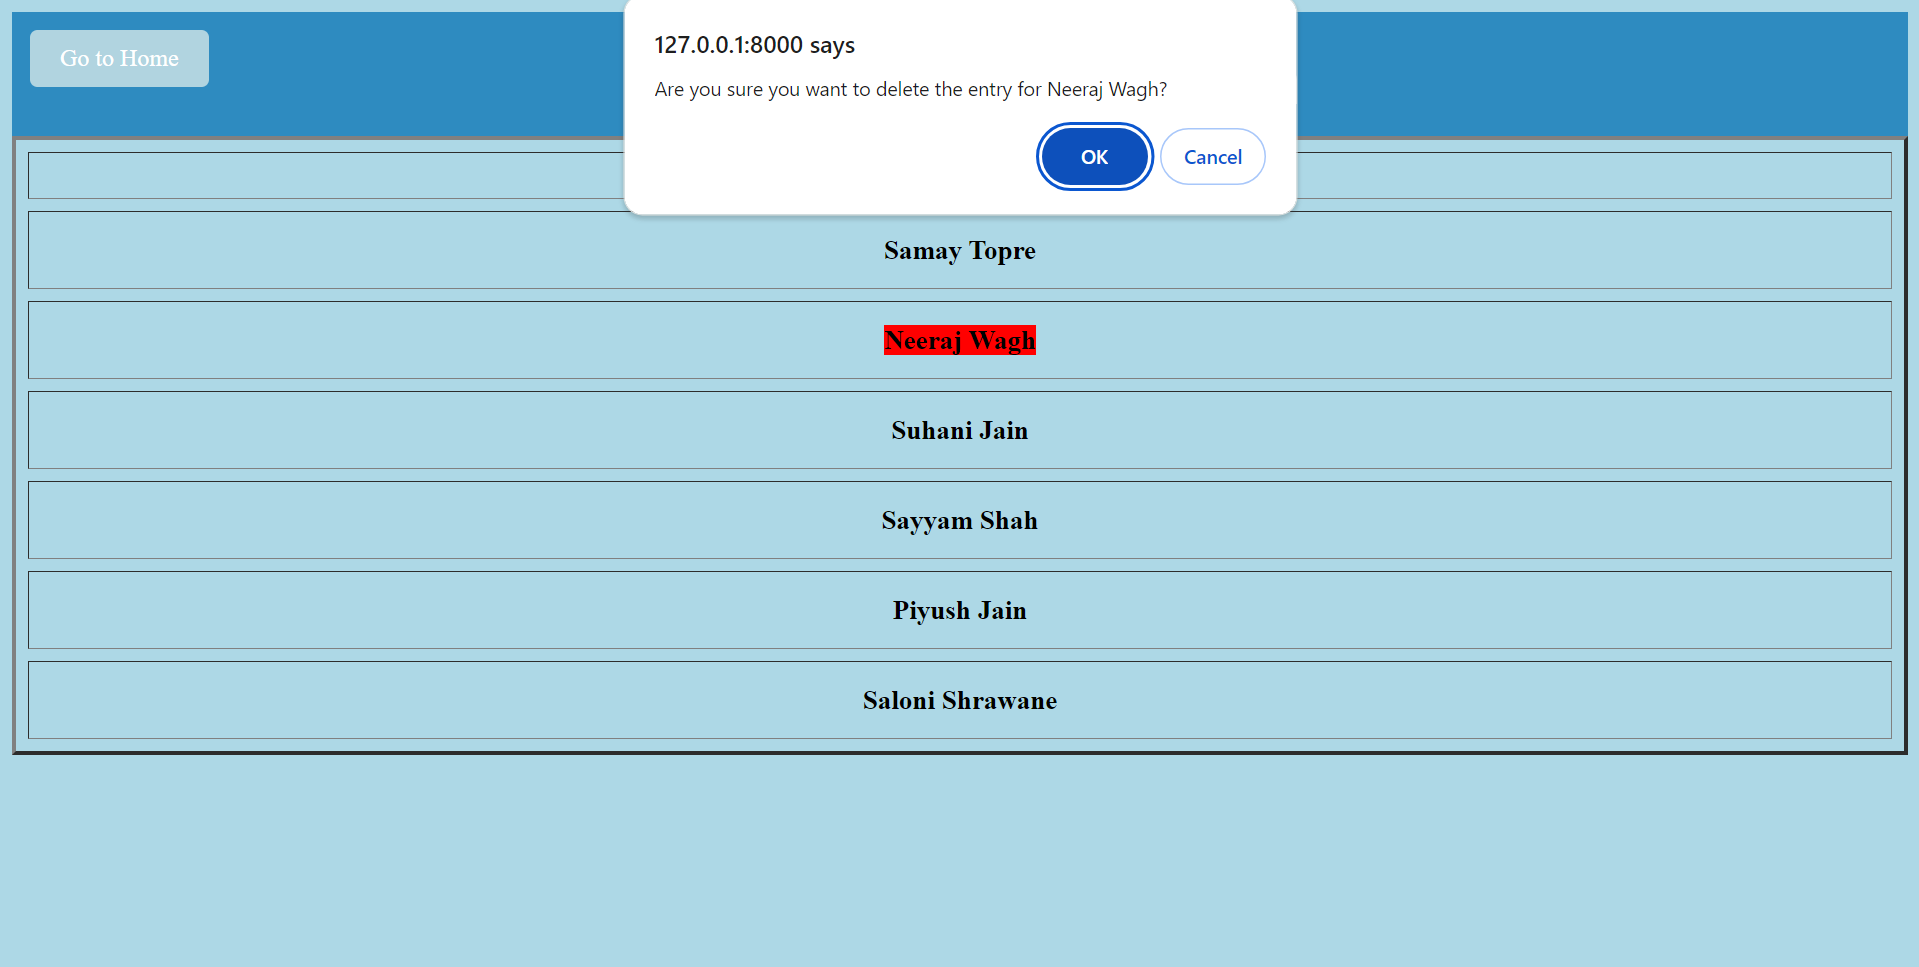 Go to Home
127.0.0.1:8000 says
Are you sure you want to delete the entry for Neeraj Wagh?
OK
Cancel
Samay Topre
Neeraj Wagh
Suhani Jain
Sayyam Shah
Piyush Jain
Saloni Shrawane